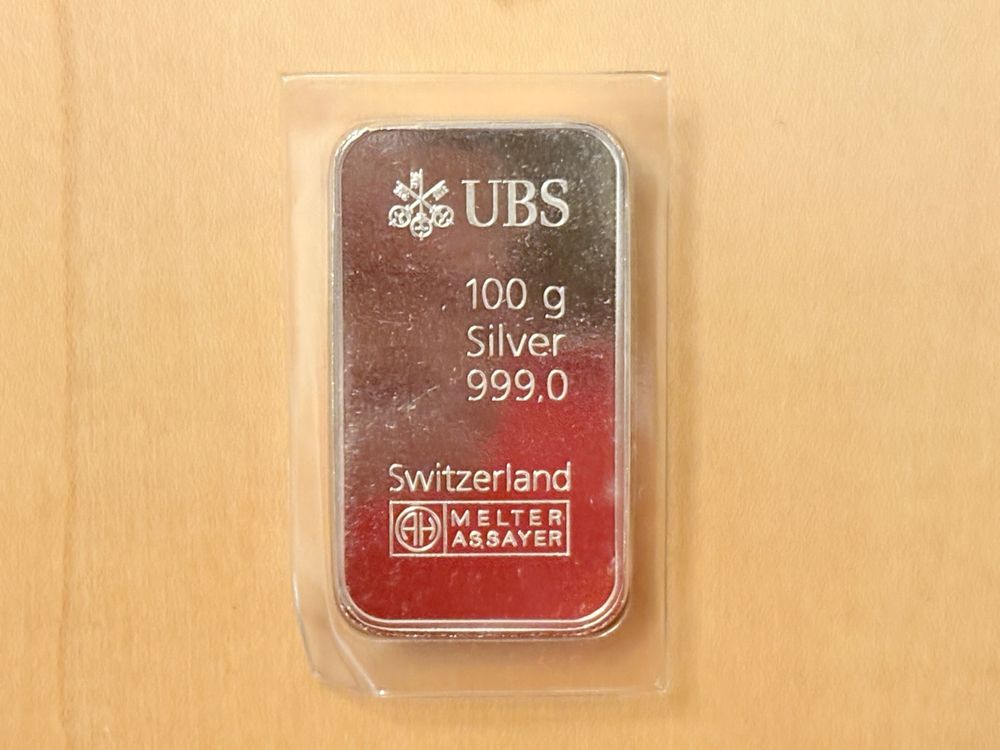 UBS
100 g
Silver
999,0
Switzerland
AH MELTER
ASSAYER